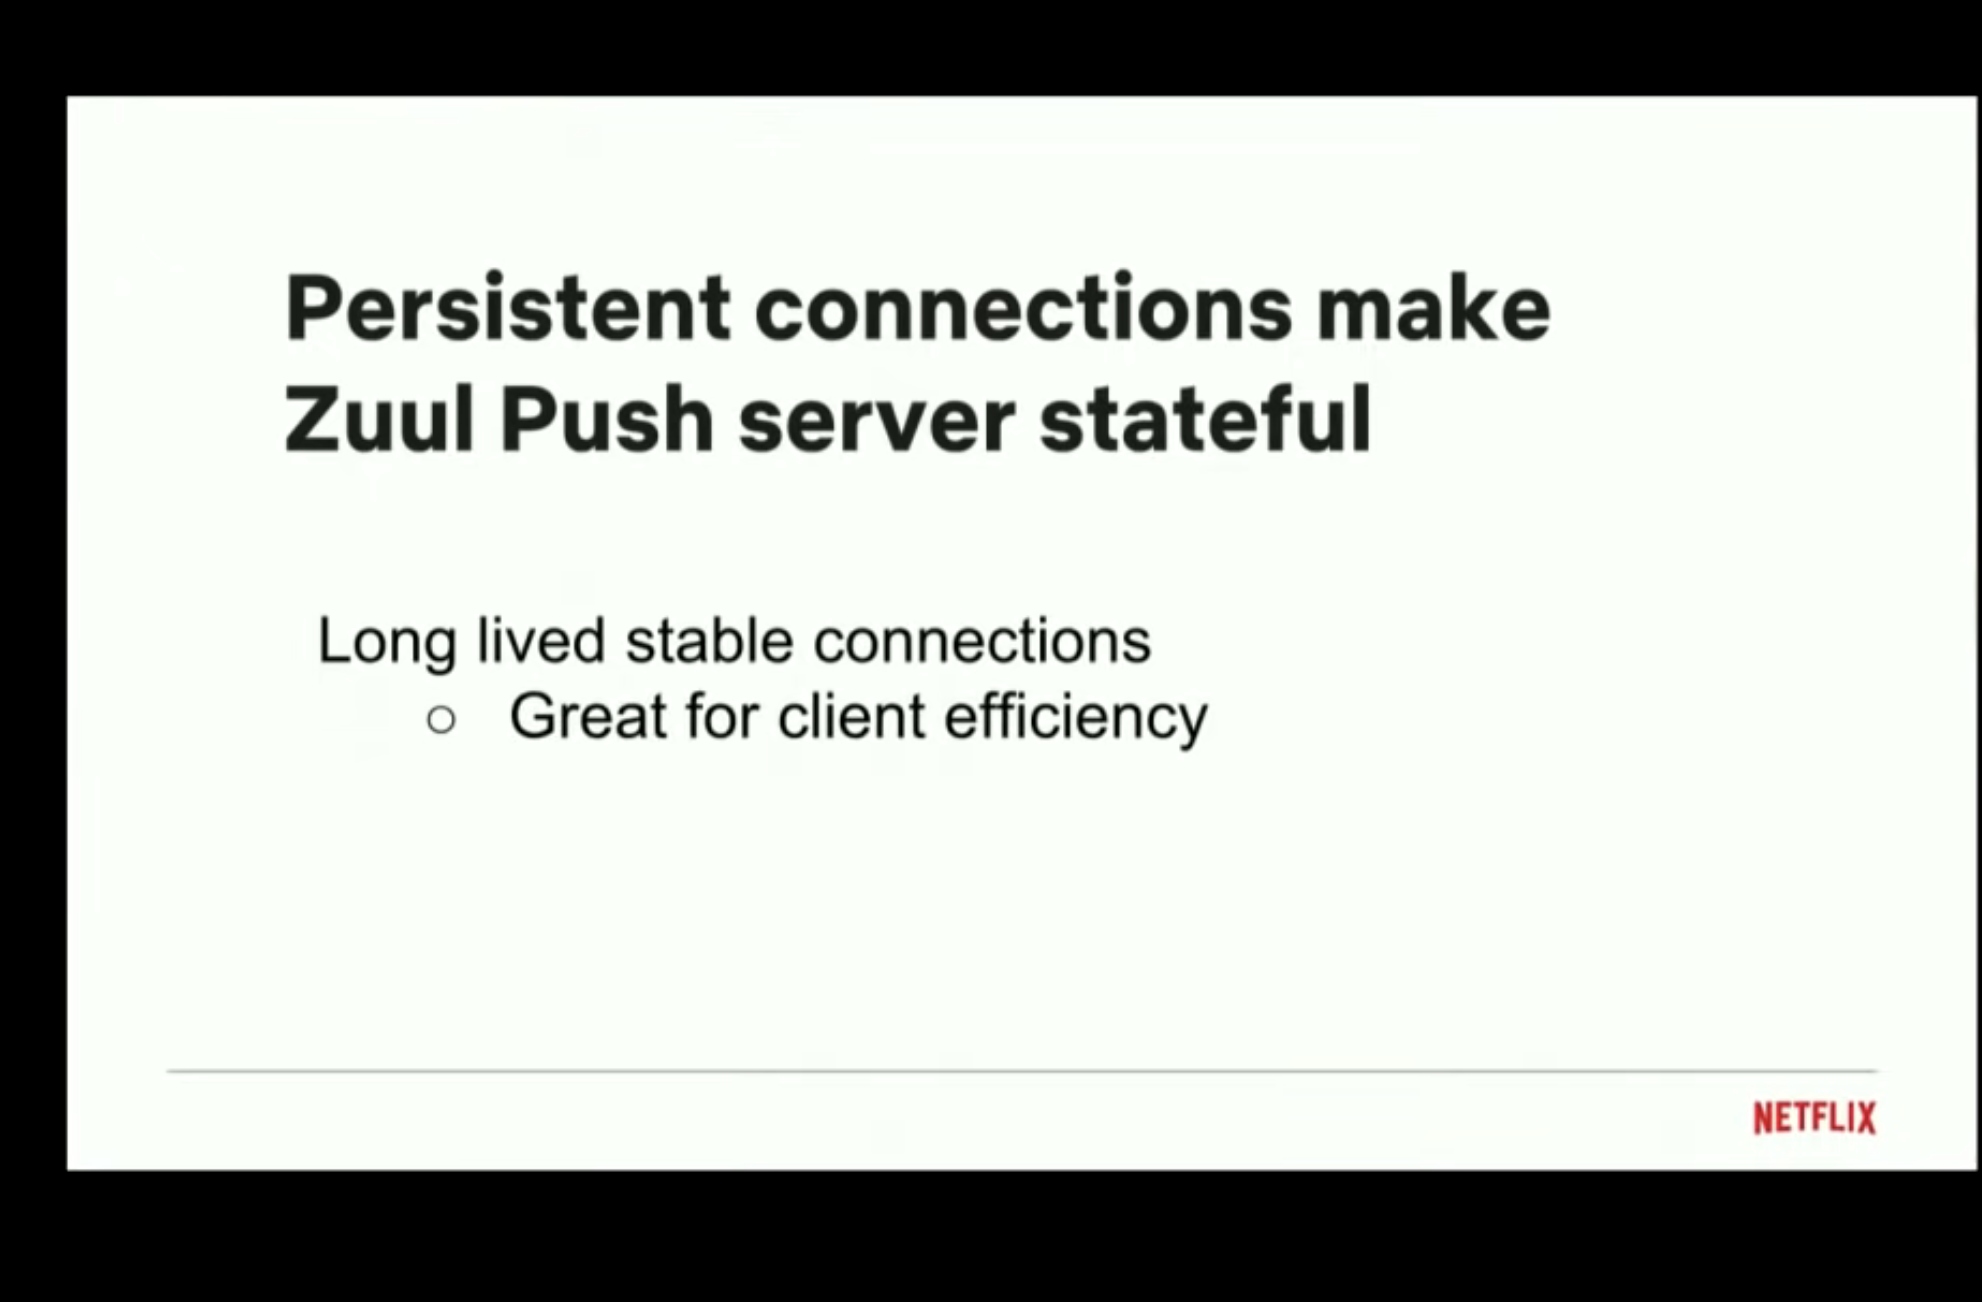 Persistent connections make
Zuul Push server stateful
Long lived stable connections
○ Great for client efficiency
NETFLIX